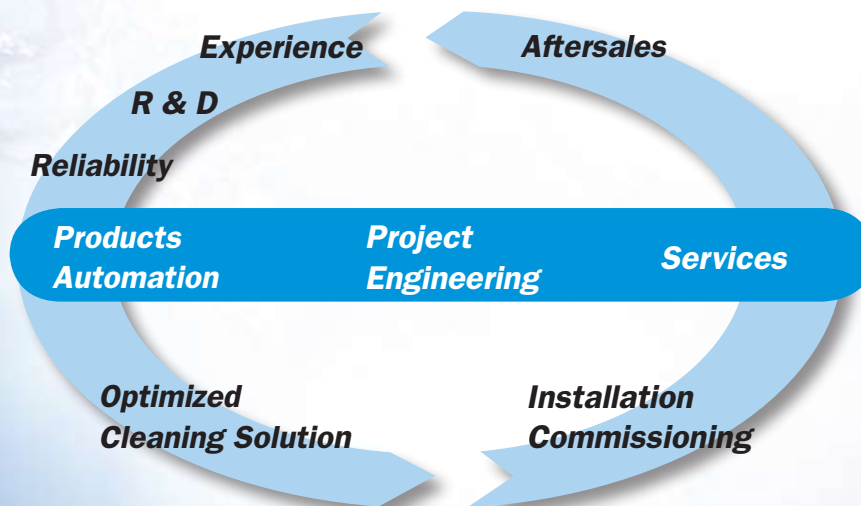 Experience
Aftersales
R & D
Reliability
Products
Automation
Project
Engineering
Services
Optimized
Cleaning Solution
Installation
Commissioning